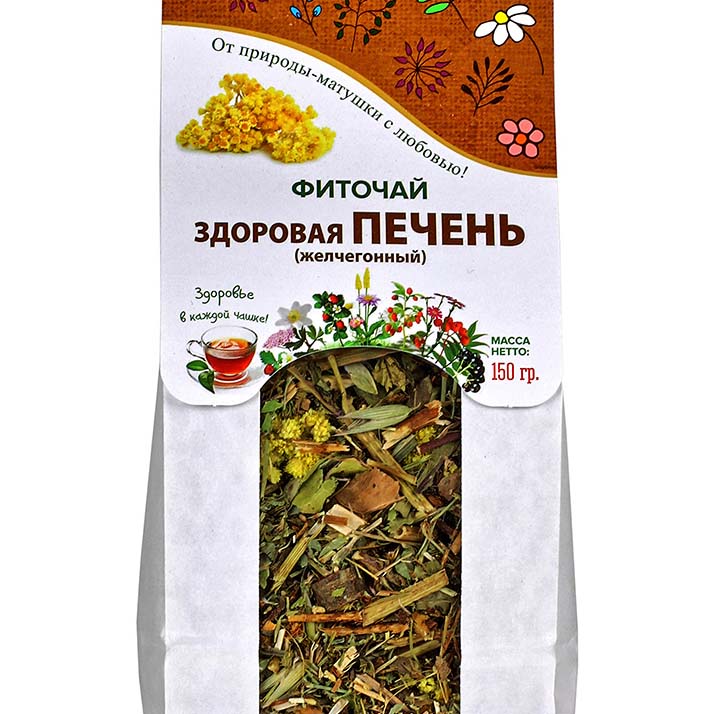 От природы-матушки с любовью!
ФИТОЧАЙ
ЗДОРОВАЯ ПЕЧЕНЬ
(желчегонный)
Здоровье
в каждой чашке!
МАССА
НЕТТО:
150 гр.